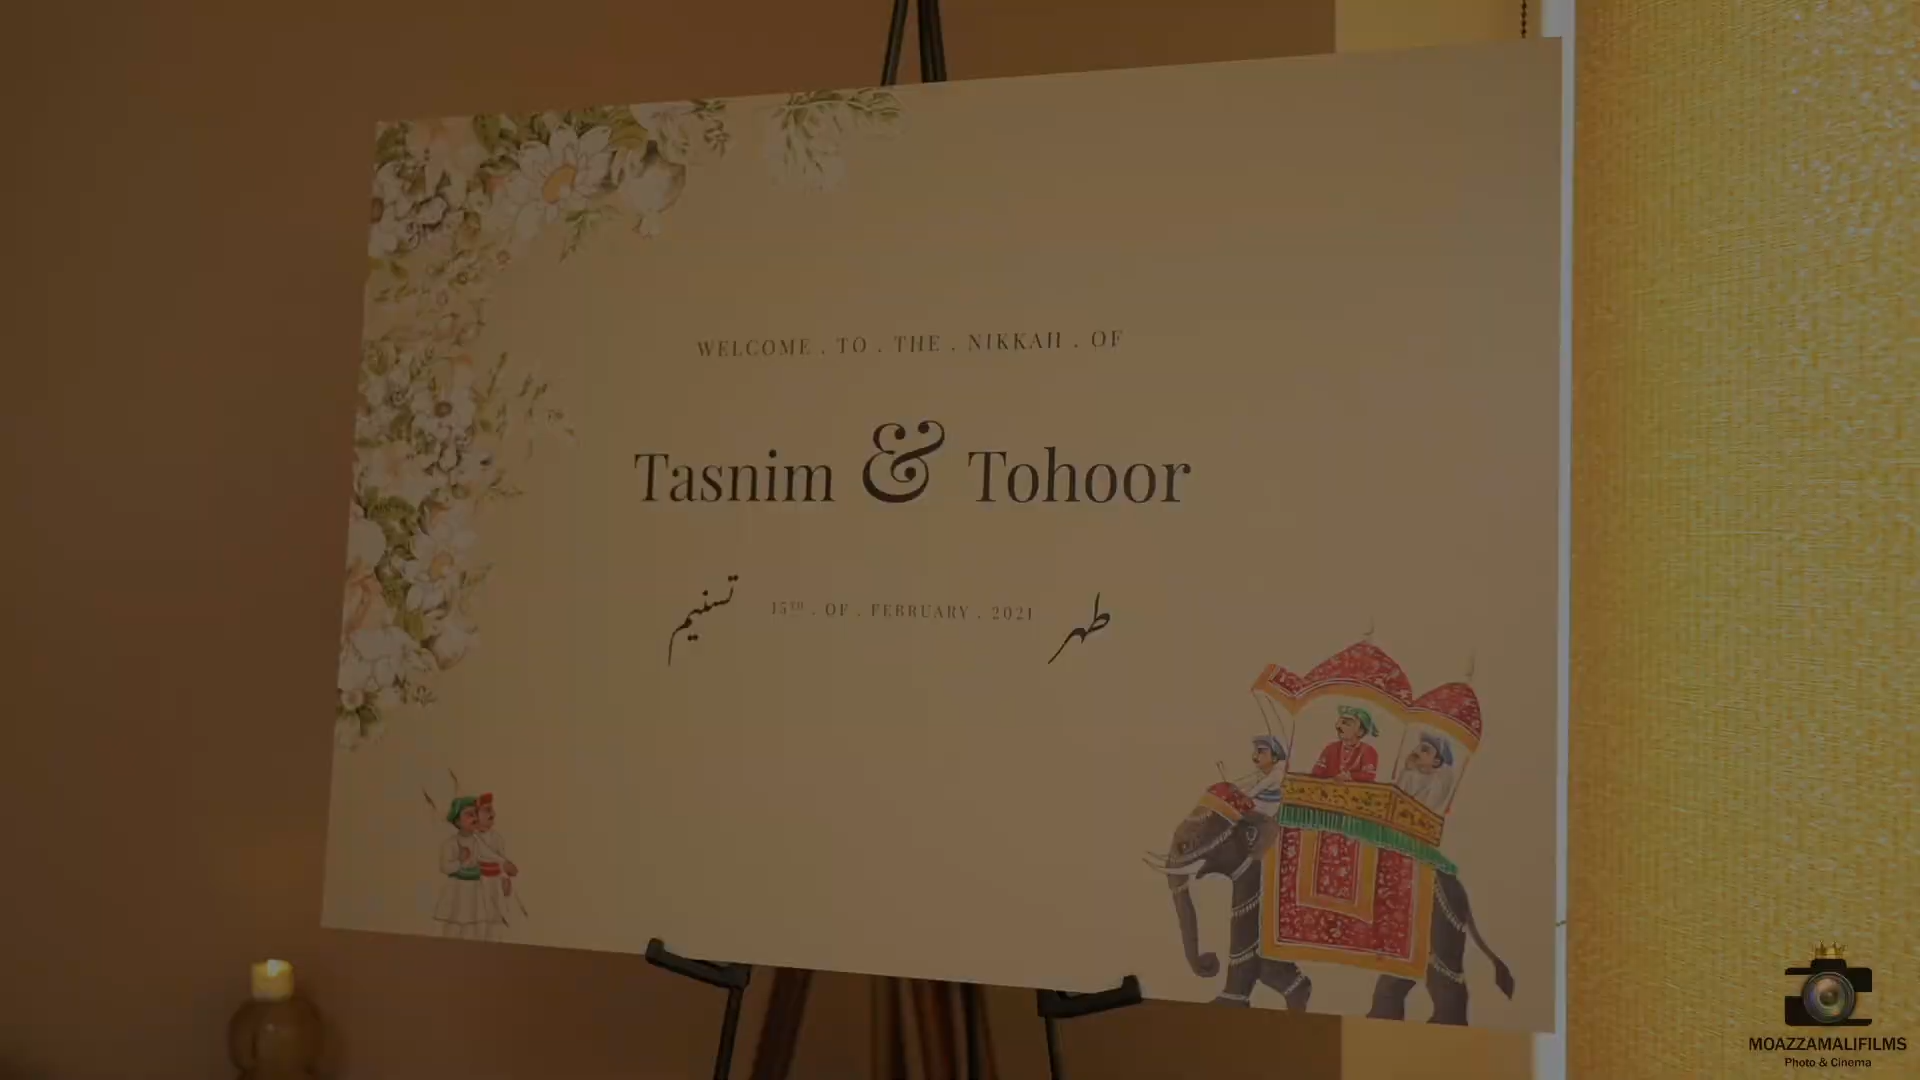 WELCOME . TO . THE . NIKKAH . OF
Tasnim & Tohoor
تسنیم 15TH . OF . FEBRUARY . 2021 طہر
MOAZZAMALIFILMS
Photo & Cinema